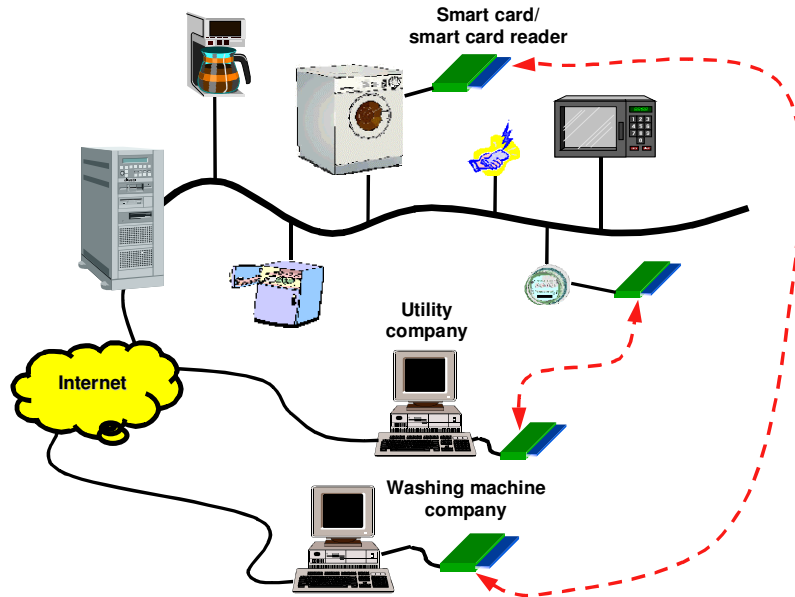 Smart card/
smart card reader
Utility
company
Internet
Washing machine
company